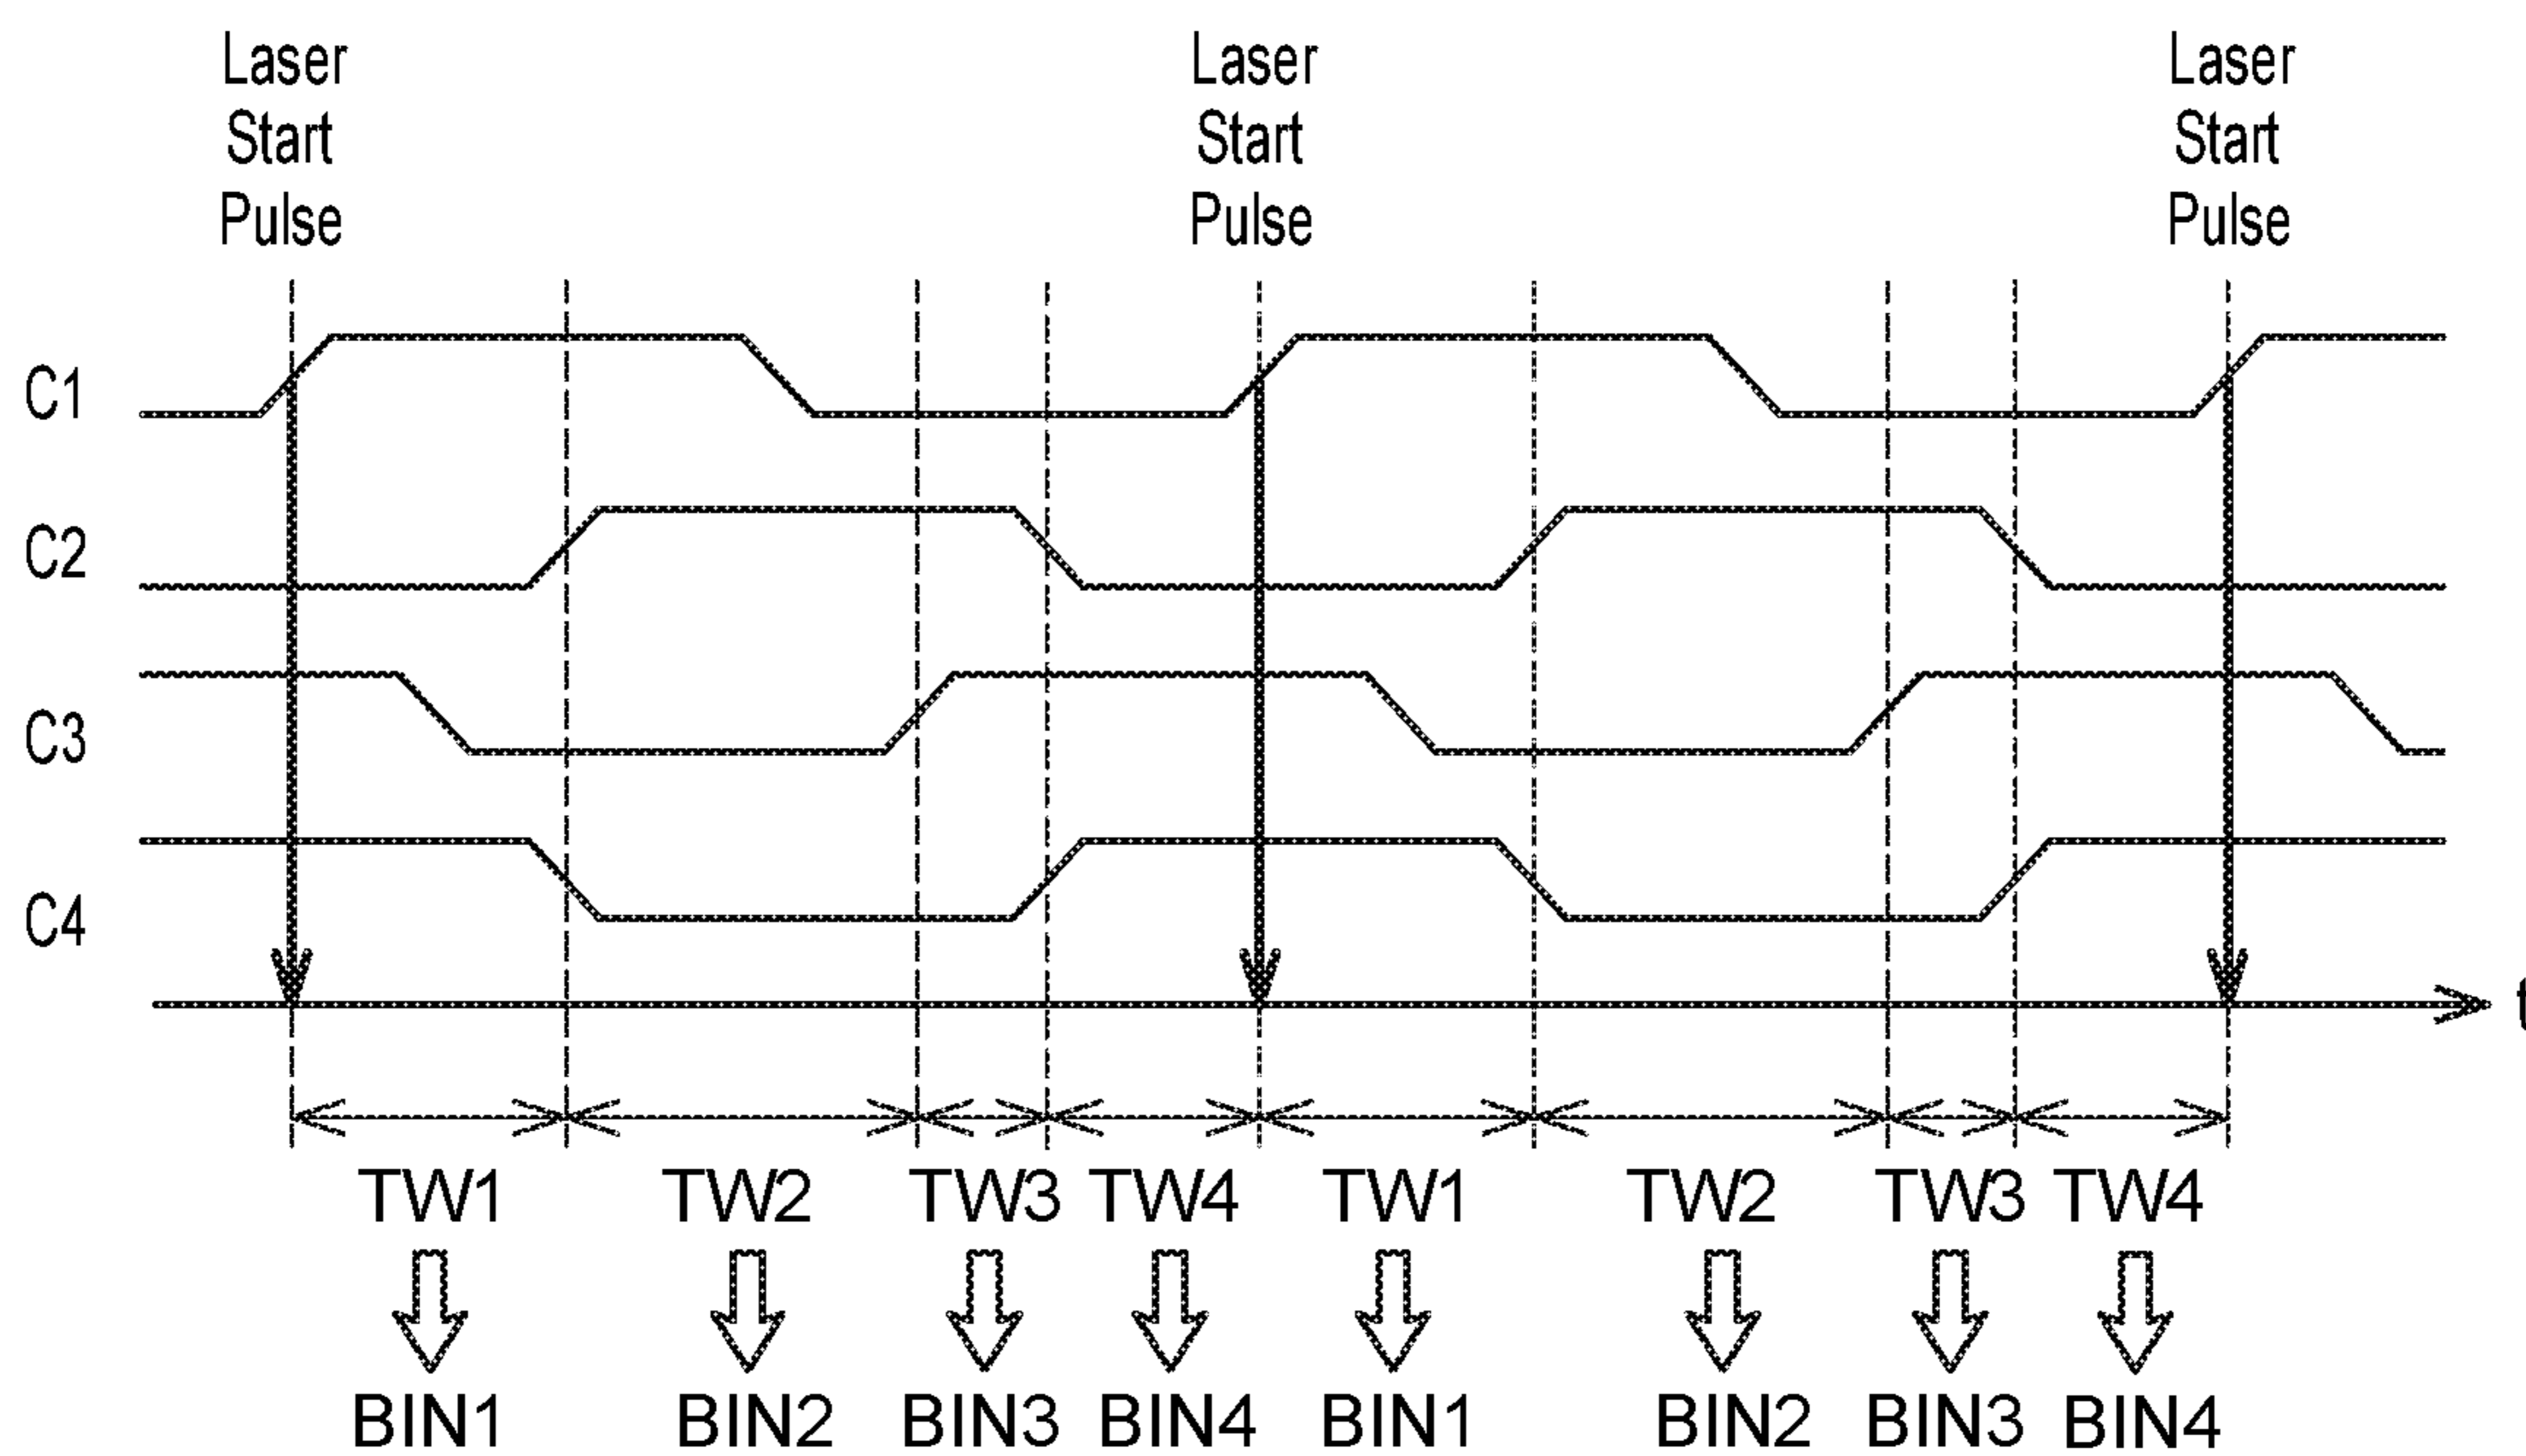 Laser Start Pulse
Laser Start Pulse
Laser Start Pulse
C1
C2
C3
C4
t
TW1 TW2 TW3 TW4 TW1 TW2 TW3 TW4
BIN1 BIN2 BIN3 BIN4 BIN1 BIN2 BIN3 BIN4